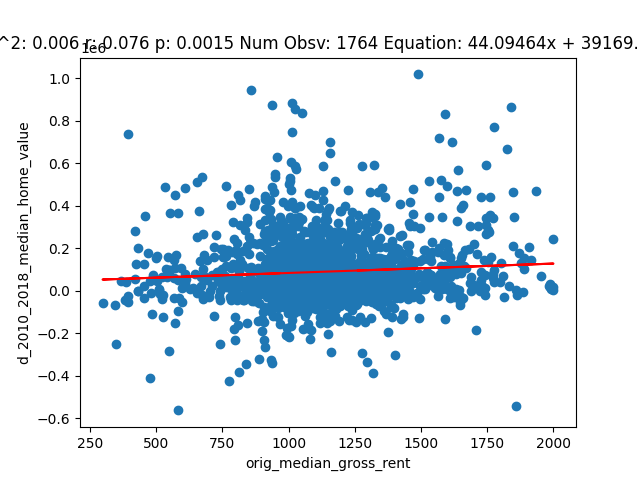 ^2: 0.006 r: 0.076 p: 0.0015 Num Obsv: 1764 Equation: 44.09464x + 39169.
1e6
1.0
0.8
0.6
0.4
0.2
0.0
−0.2
−0.4
−0.6
d_2010_2018_median_home_value
250 500 750 1000 1250 1500 1750 2000
orig_median_gross_rent